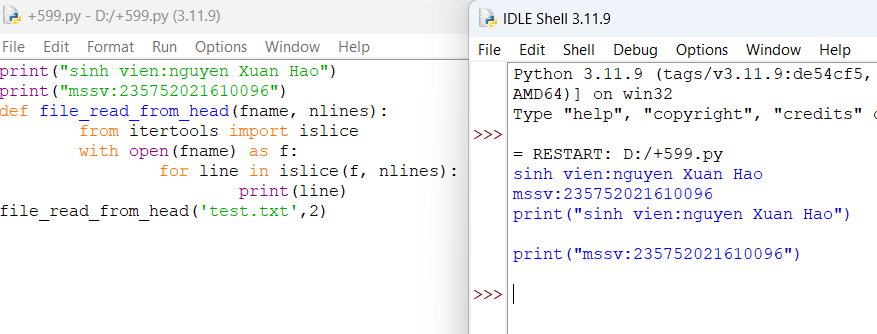 +599.py - D:/+599.py (3.11.9)
File Edit Format Run Options Window Help
print("sinh vien:nguyen Xuan Hao")
print("mssv:235752021610096")
def file_read_from_head(fname, nlines):
        from itertools import islice
        with open(fname) as f:
                for line in islice(f, nlines):
                        print(line)
file_read_from_head('test.txt',2)
IDLE Shell 3.11.9
File Edit Shell Debug Options Window Help
Python 3.11.9 (tags/v3.11.9:de54cf5,
AMD64)] on win32
Type "help", "copyright", "credits"
>>>
= RESTART: D:/+599.py
sinh vien:nguyen Xuan Hao
mssv:235752021610096
print("sinh vien:nguyen Xuan Hao")
print("mssv:235752021610096")
>>>